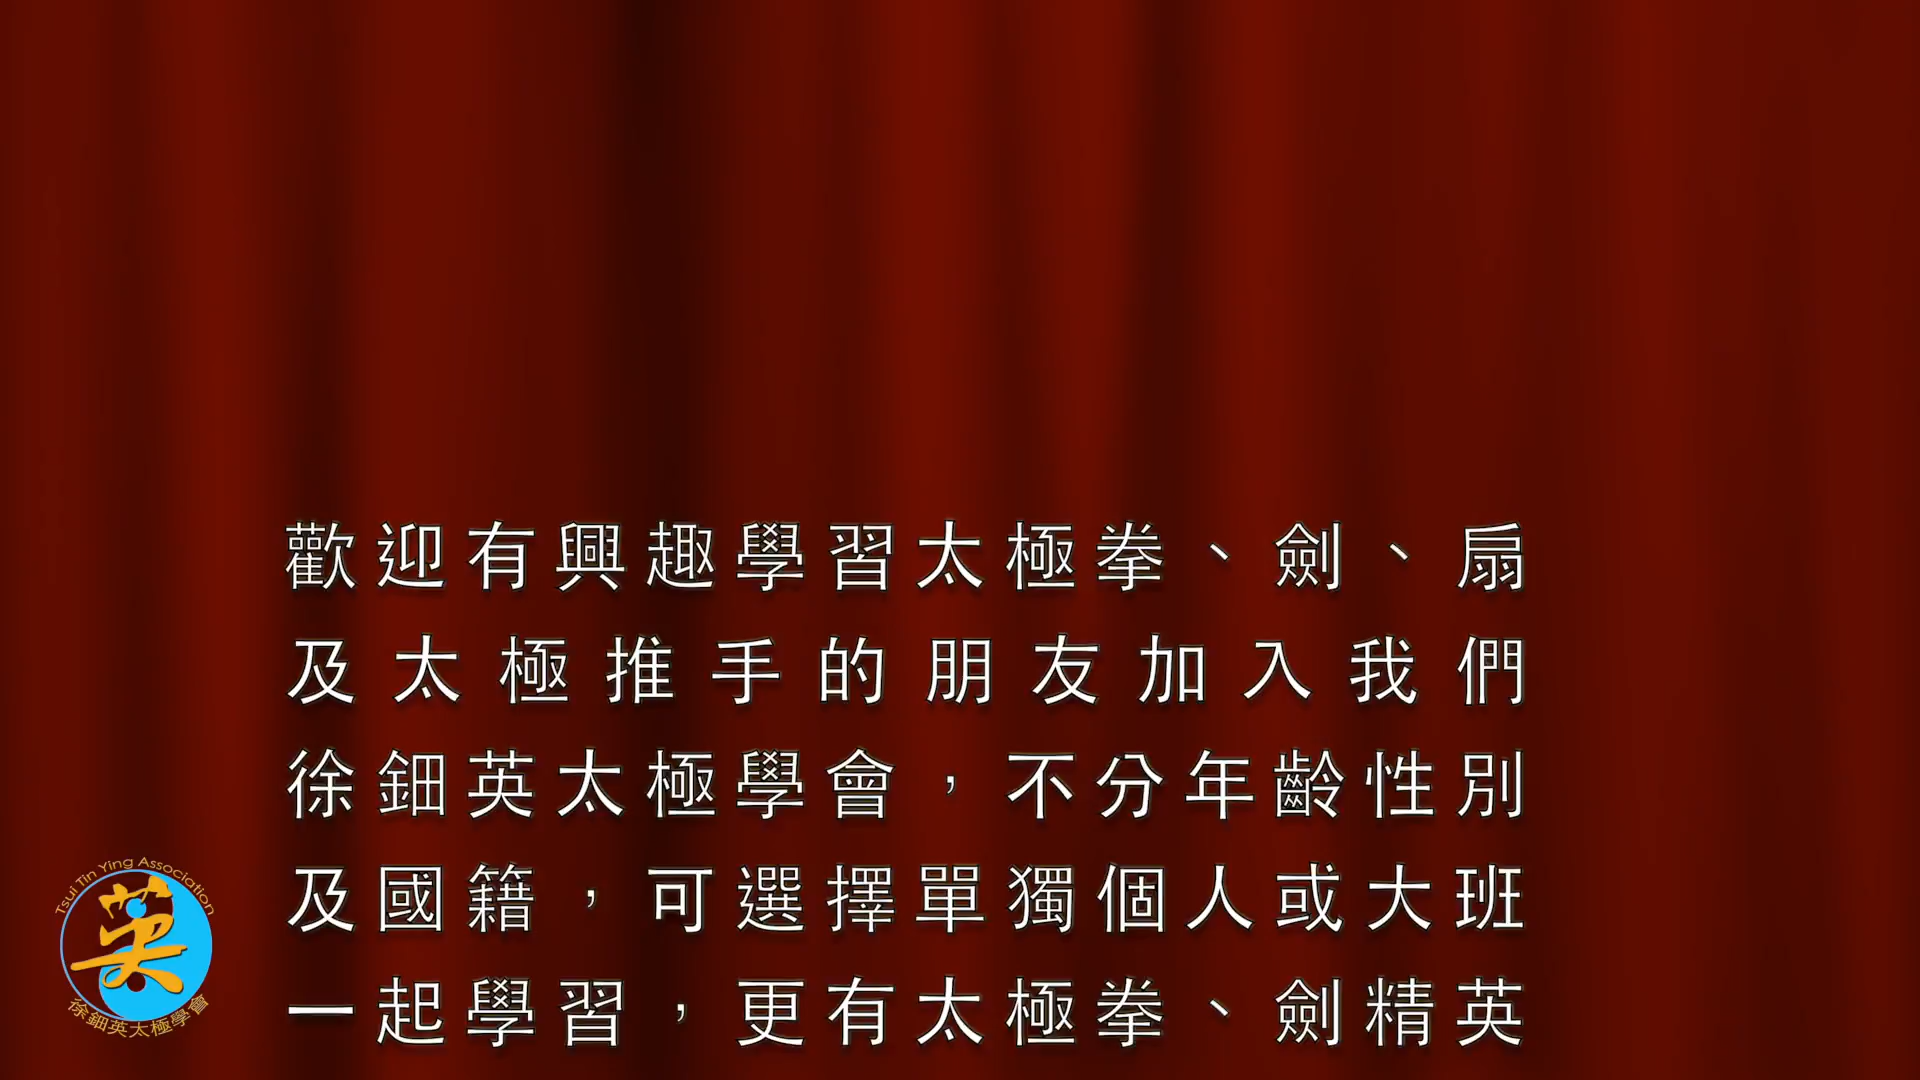 歡迎有興趣學習太極拳、劍、扇
及太極推手的朋友加入我們
徐鈿英太極學會，不分年齡性別
及國籍，可選擇單獨個人或大班
一起學習，更有太極拳、劍精英
Tsui Tin Ying Association
英
徐鈿英太極學會